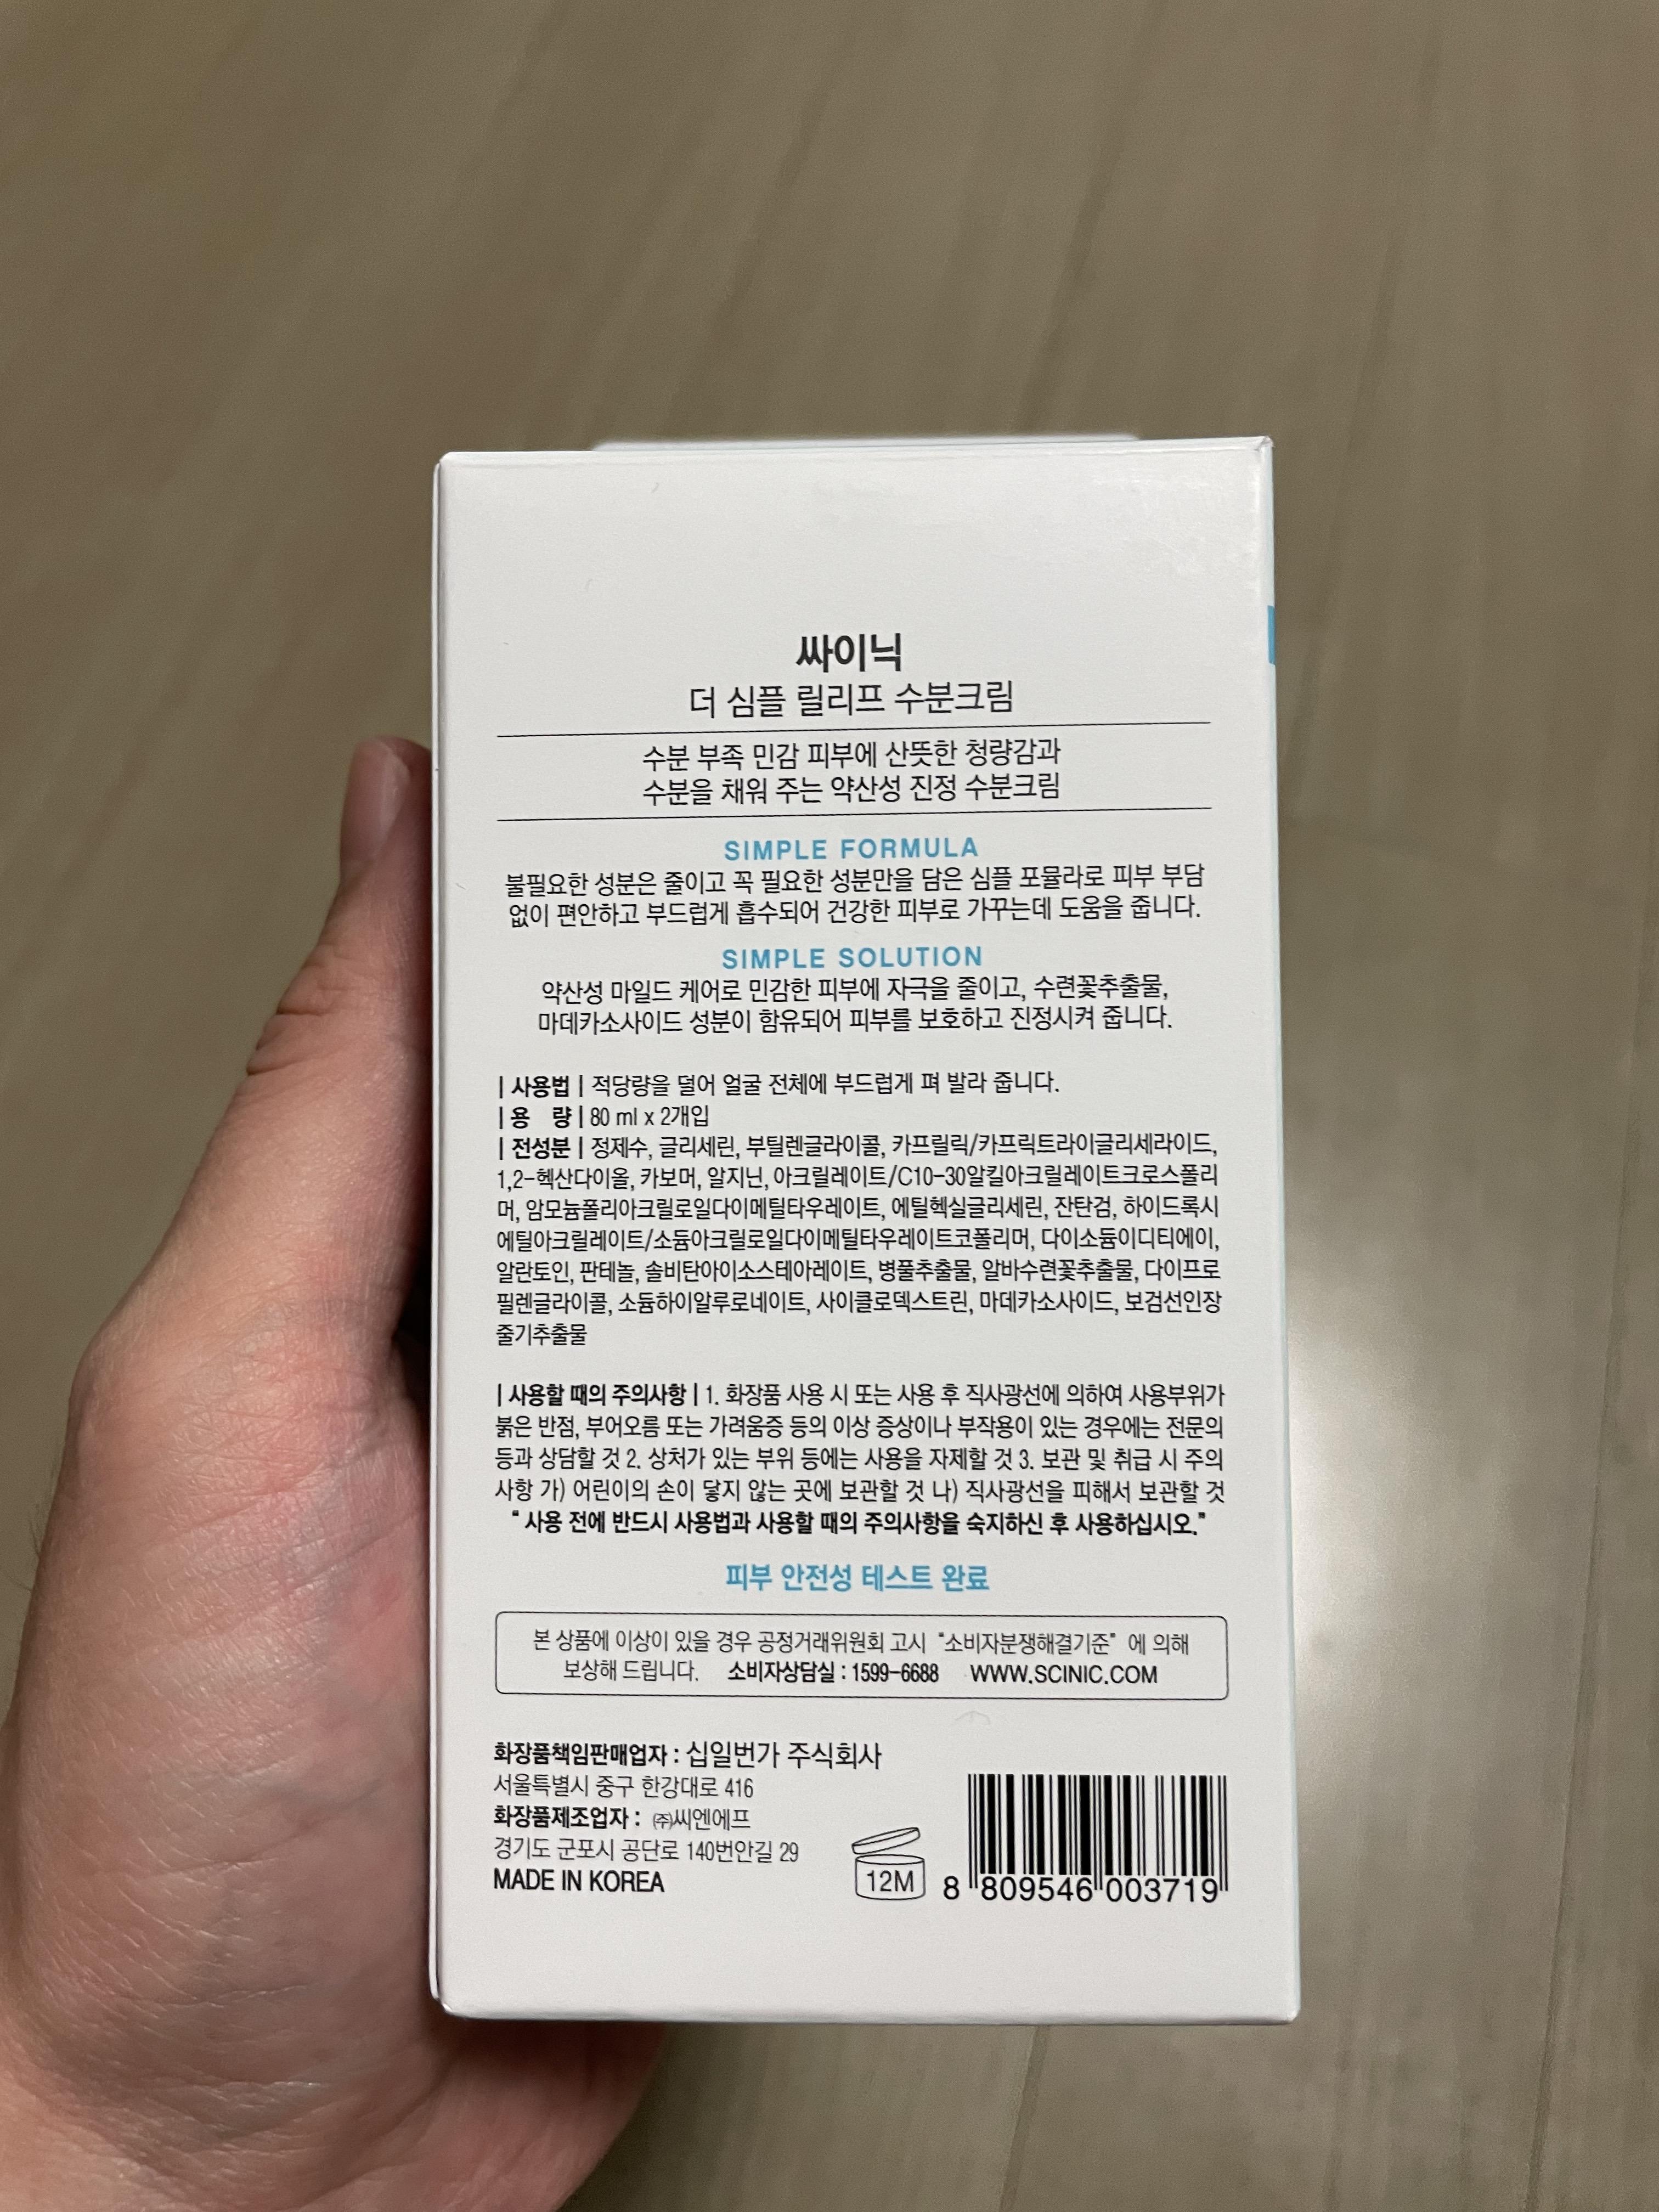 싸이닉
더 심플 릴리프 수분크림
수분 부족 민감 피부에 산뜻한 청량감과
수분을 채워 주는 약산성 진정 수분크림
SIMPLE FORMULA
불필요한 성분은 줄이고 꼭 필요한 성분만을 담은 심플 포뮬라로 피부 부담
없이 편안하고 부드럽게 흡수되어 건강한 피부로 가꾸는데 도움을 줍니다.
SIMPLE SOLUTION
약산성 마일드 케어로 민감한 피부에 자극을 줄이고, 수련꽃추출물,
마데카소사이드 성분이 함유되어 피부를 보호하고 진정시켜 줍니다.
| 사용법 | 적당량을 덜어 얼굴 전체에 부드럽게 펴 발라 줍니다.
| 용 량 | 80 ml x 2개입
| 전성분 | 정제수, 글리세린, 부틸렌글라이콜, 카프릴릭/카프릭트라이글리세라이드,
1,2-헥산다이올, 카보머, 알지닌, 아크릴레이트/C10-30알킬아크릴레이트크로스폴리
머, 암모늄폴리아크릴로일다이메틸타우레이트, 에틸헥실글리세린, 잔탄검, 하이드록시
에틸아크릴레이트/소듐아크릴로일다이메틸타우레이트코폴리머, 다이소듐이디티에이,
알란토인, 판테놀, 솔비탄아이소스테아레이트, 병풀추출물, 알바수련꽃추출물, 다이프로
필렌글라이콜, 소듐하이알루로네이트, 사이클로덱스트린, 마데카소사이드, 보검선인장
줄기추출물
| 사용할 때의 주의사항 | 1. 화장품 사용 시 또는 사용 후 직사광선에 의하여 사용부위가
붉은 반점, 부어오름 또는 가려움증 등의 이상 증상이나 부작용이 있는 경우에는 전문의
등과 상담할 것 2. 상처가 있는 부위 등에는 사용을 자제할 것 3. 보관 및 취급 시 주의
사항 가) 어린이의 손이 닿지 않는 곳에 보관할 것 나) 직사광선을 피해서 보관할 것
“ 사용 전에 반드시 사용법과 사용할 때의 주의사항을 숙지하신 후 사용하십시오.”
피부 안전성 테스트 완료
본 상품에 이상이 있을 경우 공정거래위원회 고시 “소비자분쟁해결기준” 에 의해
보상해 드립니다. 소비자상담실 : 1599-6688 WWW.SCINIC.COM
화장품책임판매업자 : 십일번가 주식회사
서울특별시 중구 한강대로 416
화장품제조업자 : ㈜씨엔에프
경기도 군포시 공단로 140번안길 29
MADE IN KOREA
12M
8 809546 003719